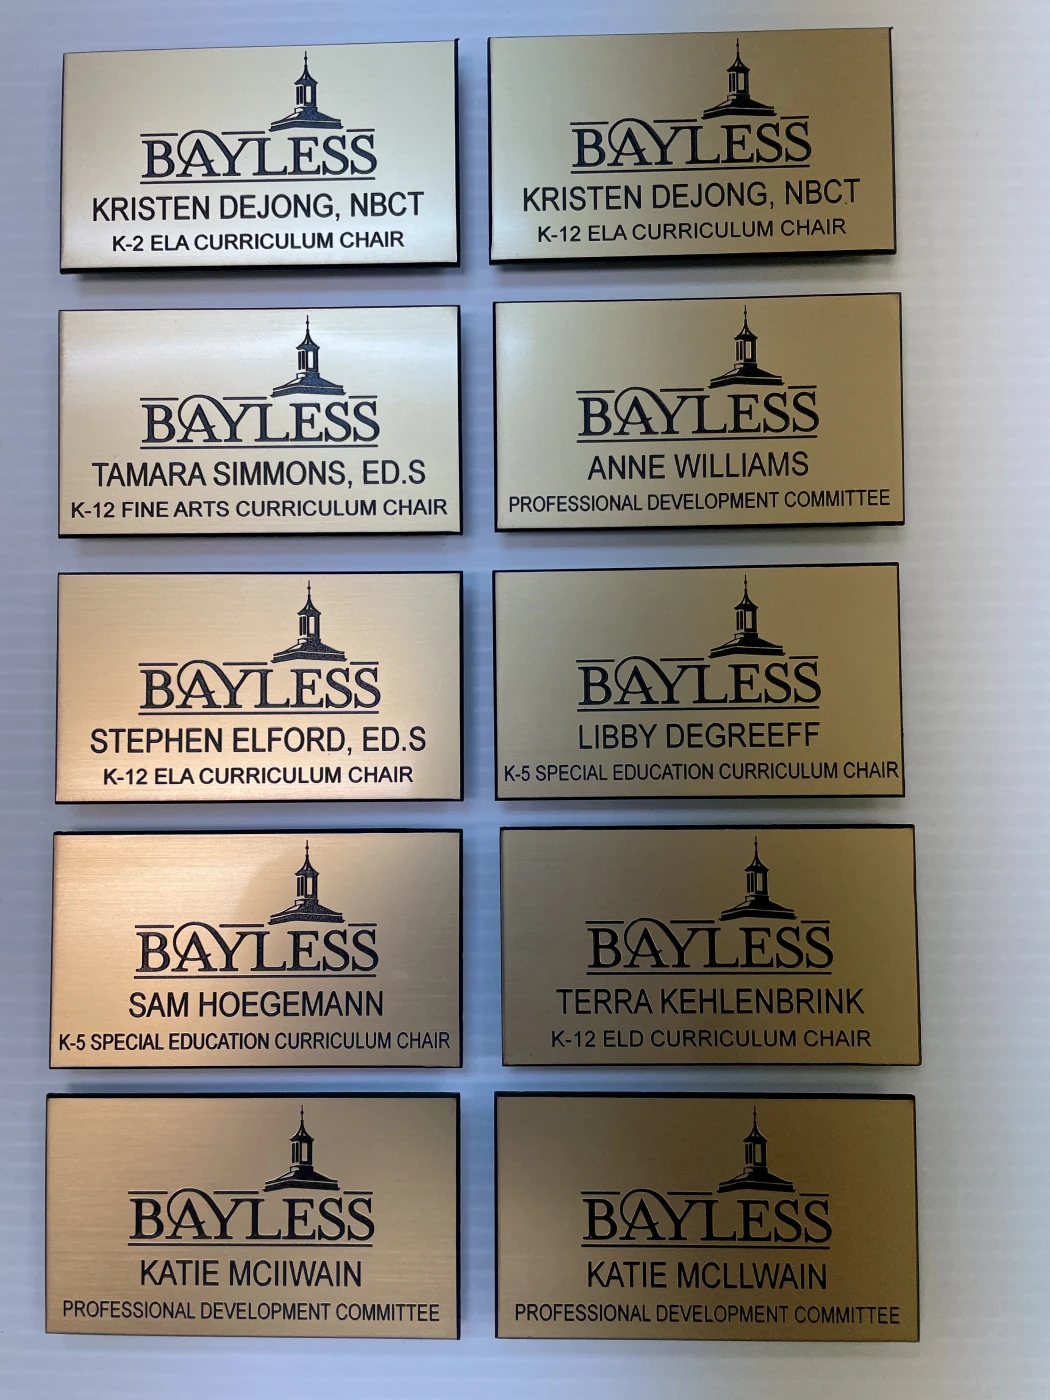 BAYLESS
KRISTEN DEJONG, NBCT
K-2 ELA CURRICULUM CHAIR
BAYLESS
KRISTEN DEJONG, NBCT
K-12 ELA CURRICULUM CHAIR
BAYLESS
TAMARA SIMMONS, ED.S
K-12 FINE ARTS CURRICULUM CHAIR
BAYLESS
ANNE WILLIAMS
PROFESSIONAL DEVELOPMENT COMMITTEE
BAYLESS
STEPHEN ELFORD, ED.S
K-12 ELA CURRICULUM CHAIR
BAYLESS
LIBBY DEGREEFF
K-5 SPECIAL EDUCATION CURRICULUM CHAIR
BAYLESS
SAM HOEGEMANN
K-5 SPECIAL EDUCATION CURRICULUM CHAIR
BAYLESS
TERRA KEHLENBRINK
K-12 ELD CURRICULUM CHAIR
BAYLESS
KATIE MCIIWAIN
PROFESSIONAL DEVELOPMENT COMMITTEE
BAYLESS
KATIE MCLLWAIN
PROFESSIONAL DEVELOPMENT COMMITTEE